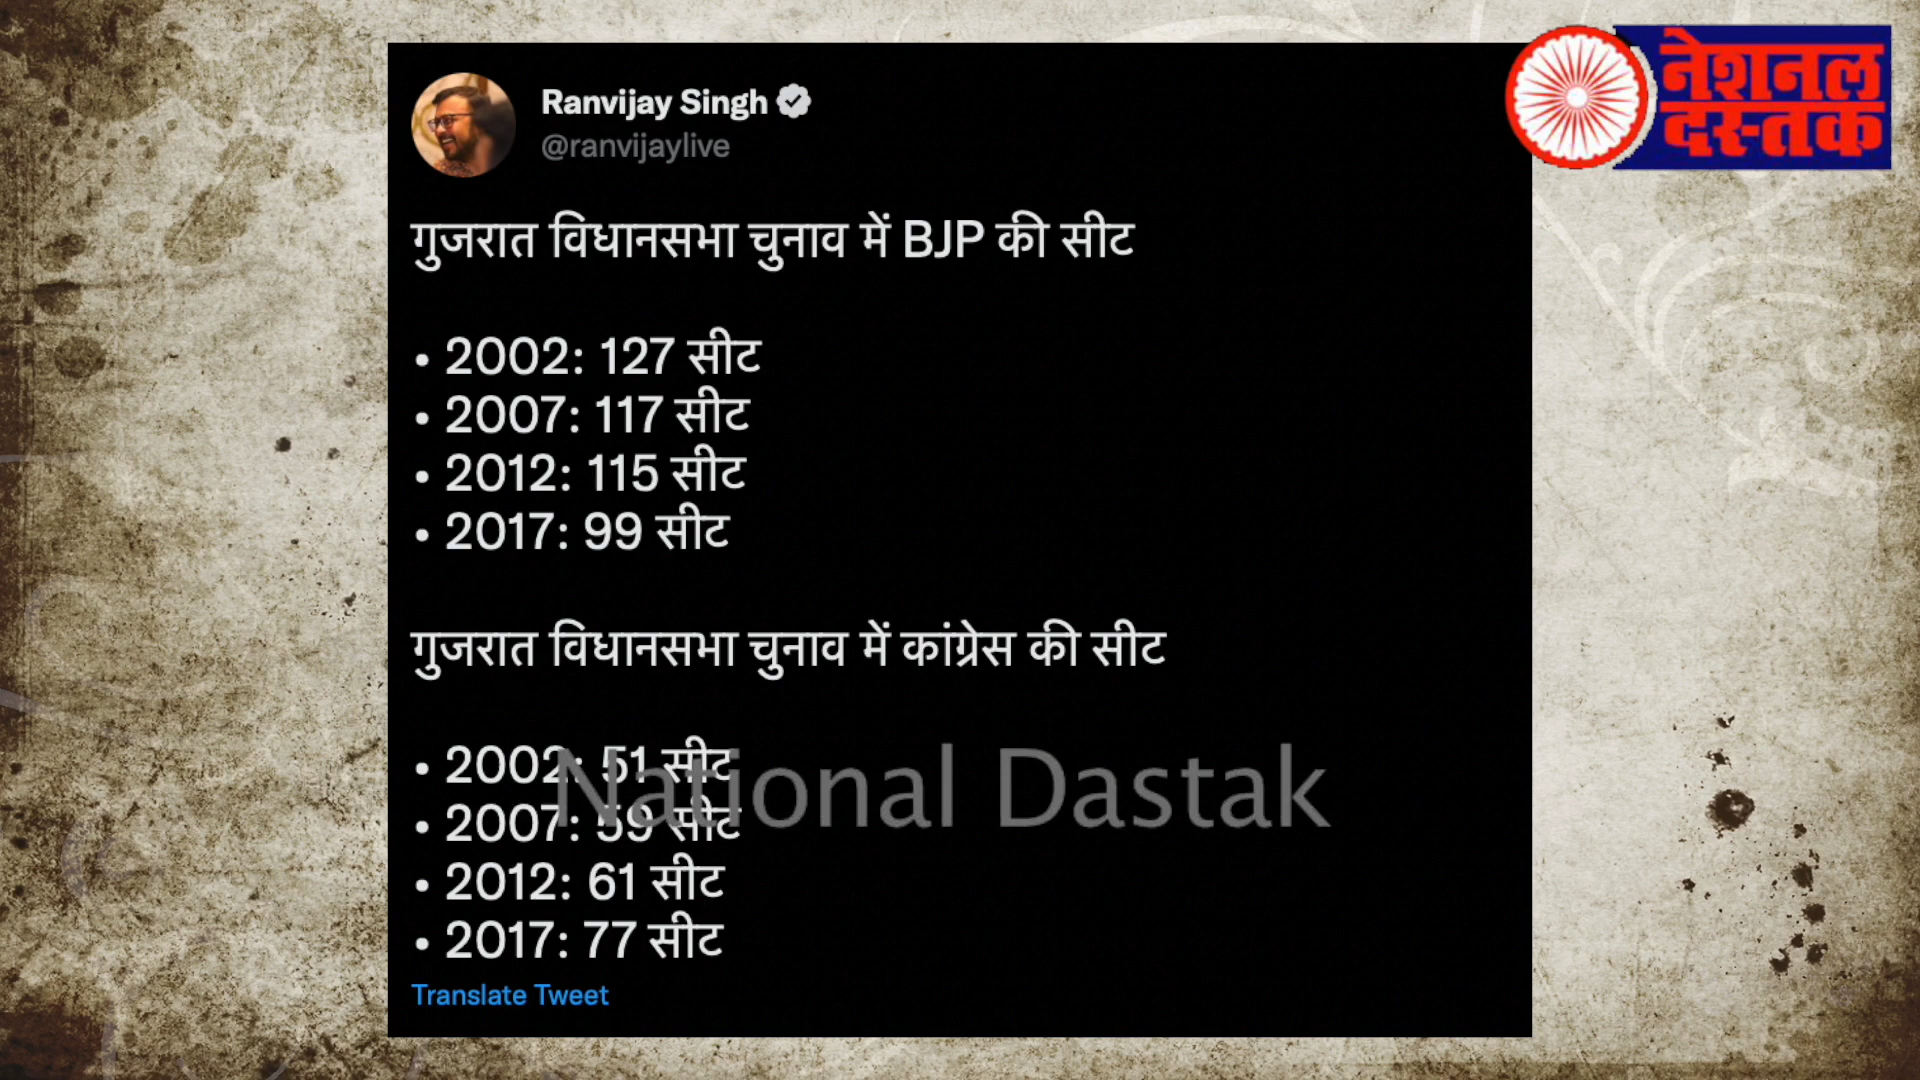 नेशनल
दस्तक
Ranvijay Singh
@ranvijaylive
गुजरात विधानसभा चुनाव में BJP की सीट
• 2002: 127 सीट
• 2007: 117 सीट
• 2012: 115 सीट
• 2017: 99 सीट
गुजरात विधानसभा चुनाव में कांग्रेस की सीट
• 2002: 51 सीट
• 2007: 59 सीट
• 2012: 61 सीट
• 2017: 77 सीट
National Dastak
Translate Tweet